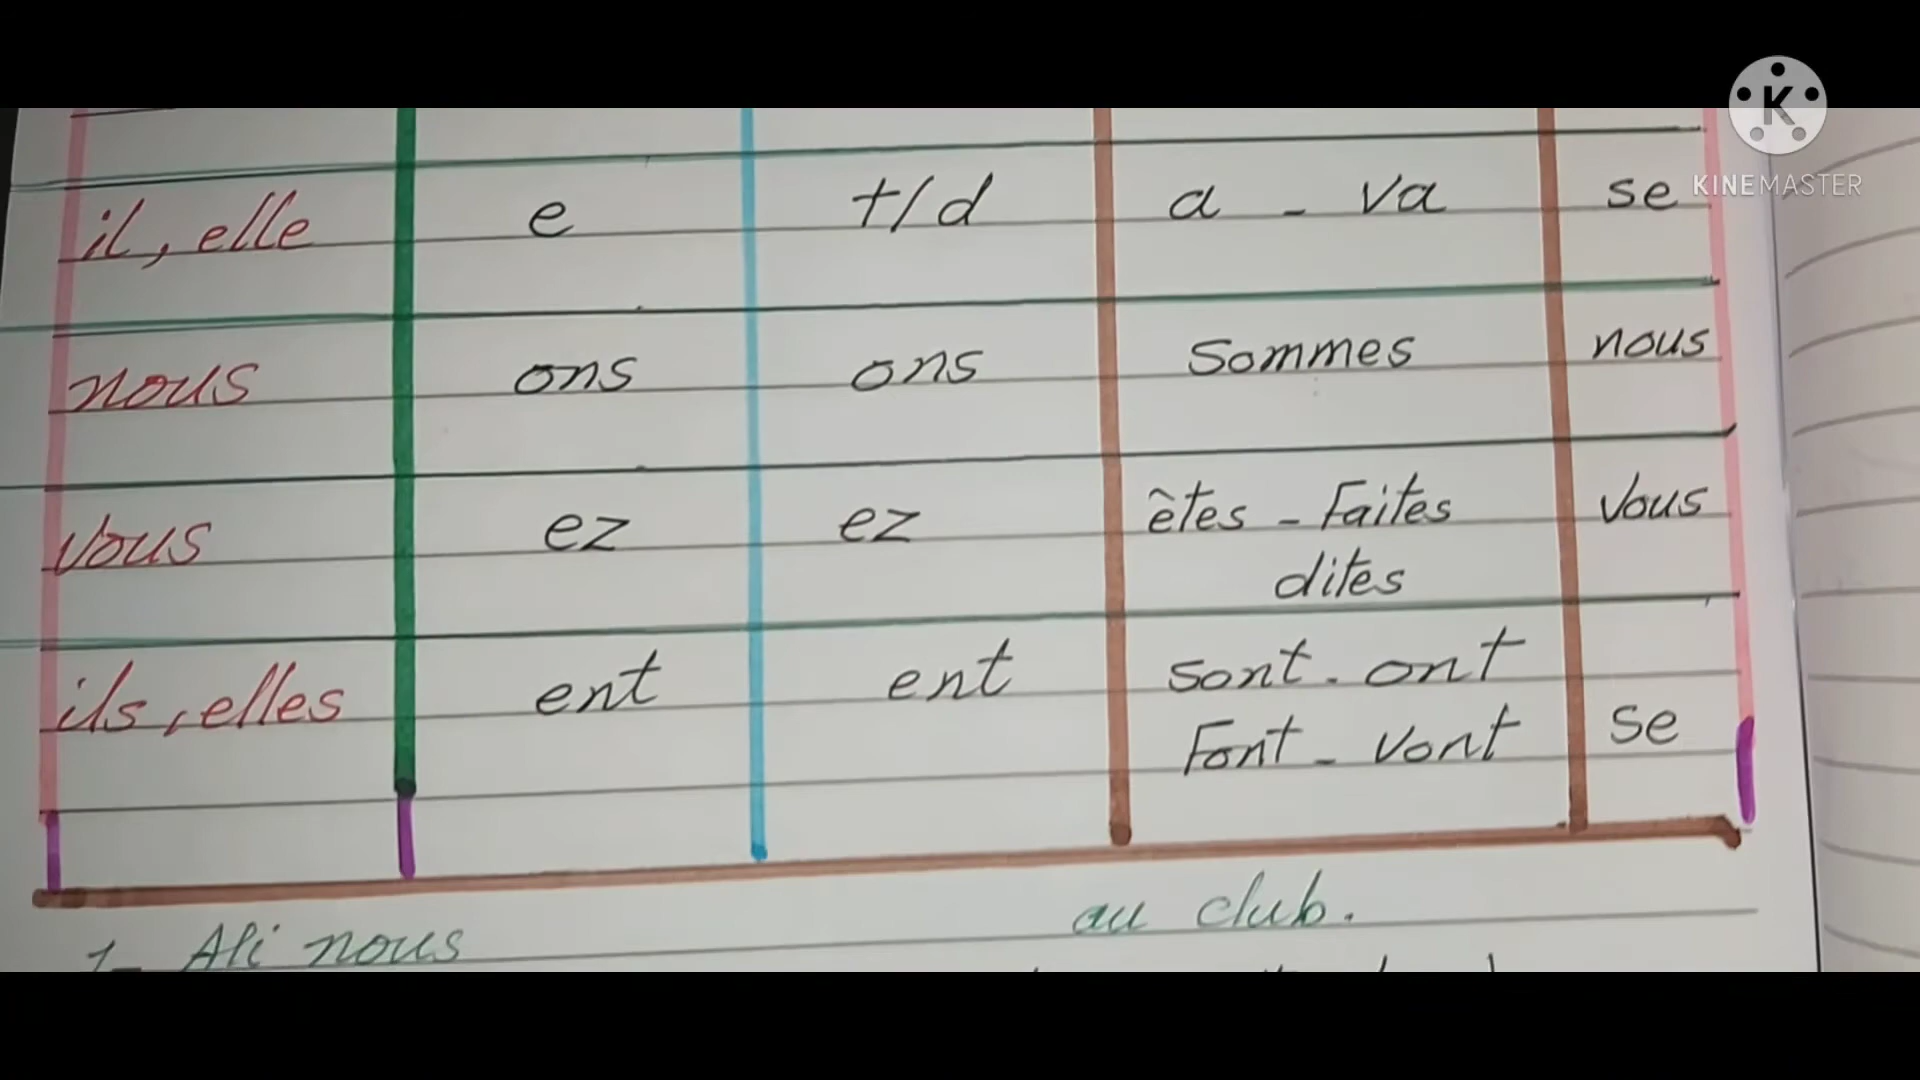 K
KINEMASTER
il, elle e t/d a - va se
nous ons ons sommes nous
vous ez ez êtes - Faites vous
dites
ils, elles ent ent sont - ont
Font - vont se
1- Ali nous au club.